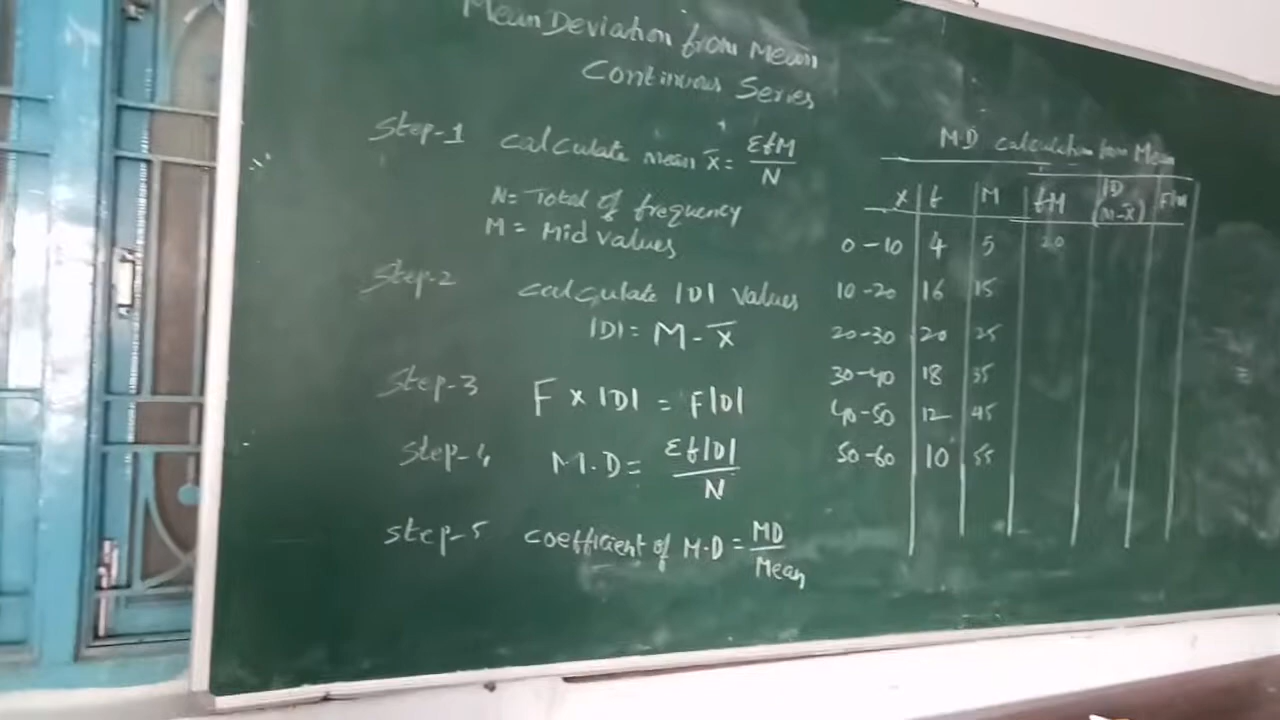 Mean Deviation from Mean
Continuous Series
Step-1 calculate mean x̄ = ΣfM / N
N = Total of frequency
M = Mid values
Step-2 calculate |D| values
|D| = M - x̄
Step-3 F × |D| = F|D|
Step-4 M.D = Σf|D| / N
Step-5 coefficient of M.D = MD / Mean
MD calculation from Mean
x f M fM |D (M-x̄) F|D|
0-10 4 5 20
10-20 16 15
20-30 20 25
30-40 18 35
40-50 12 45
50-60 10 55